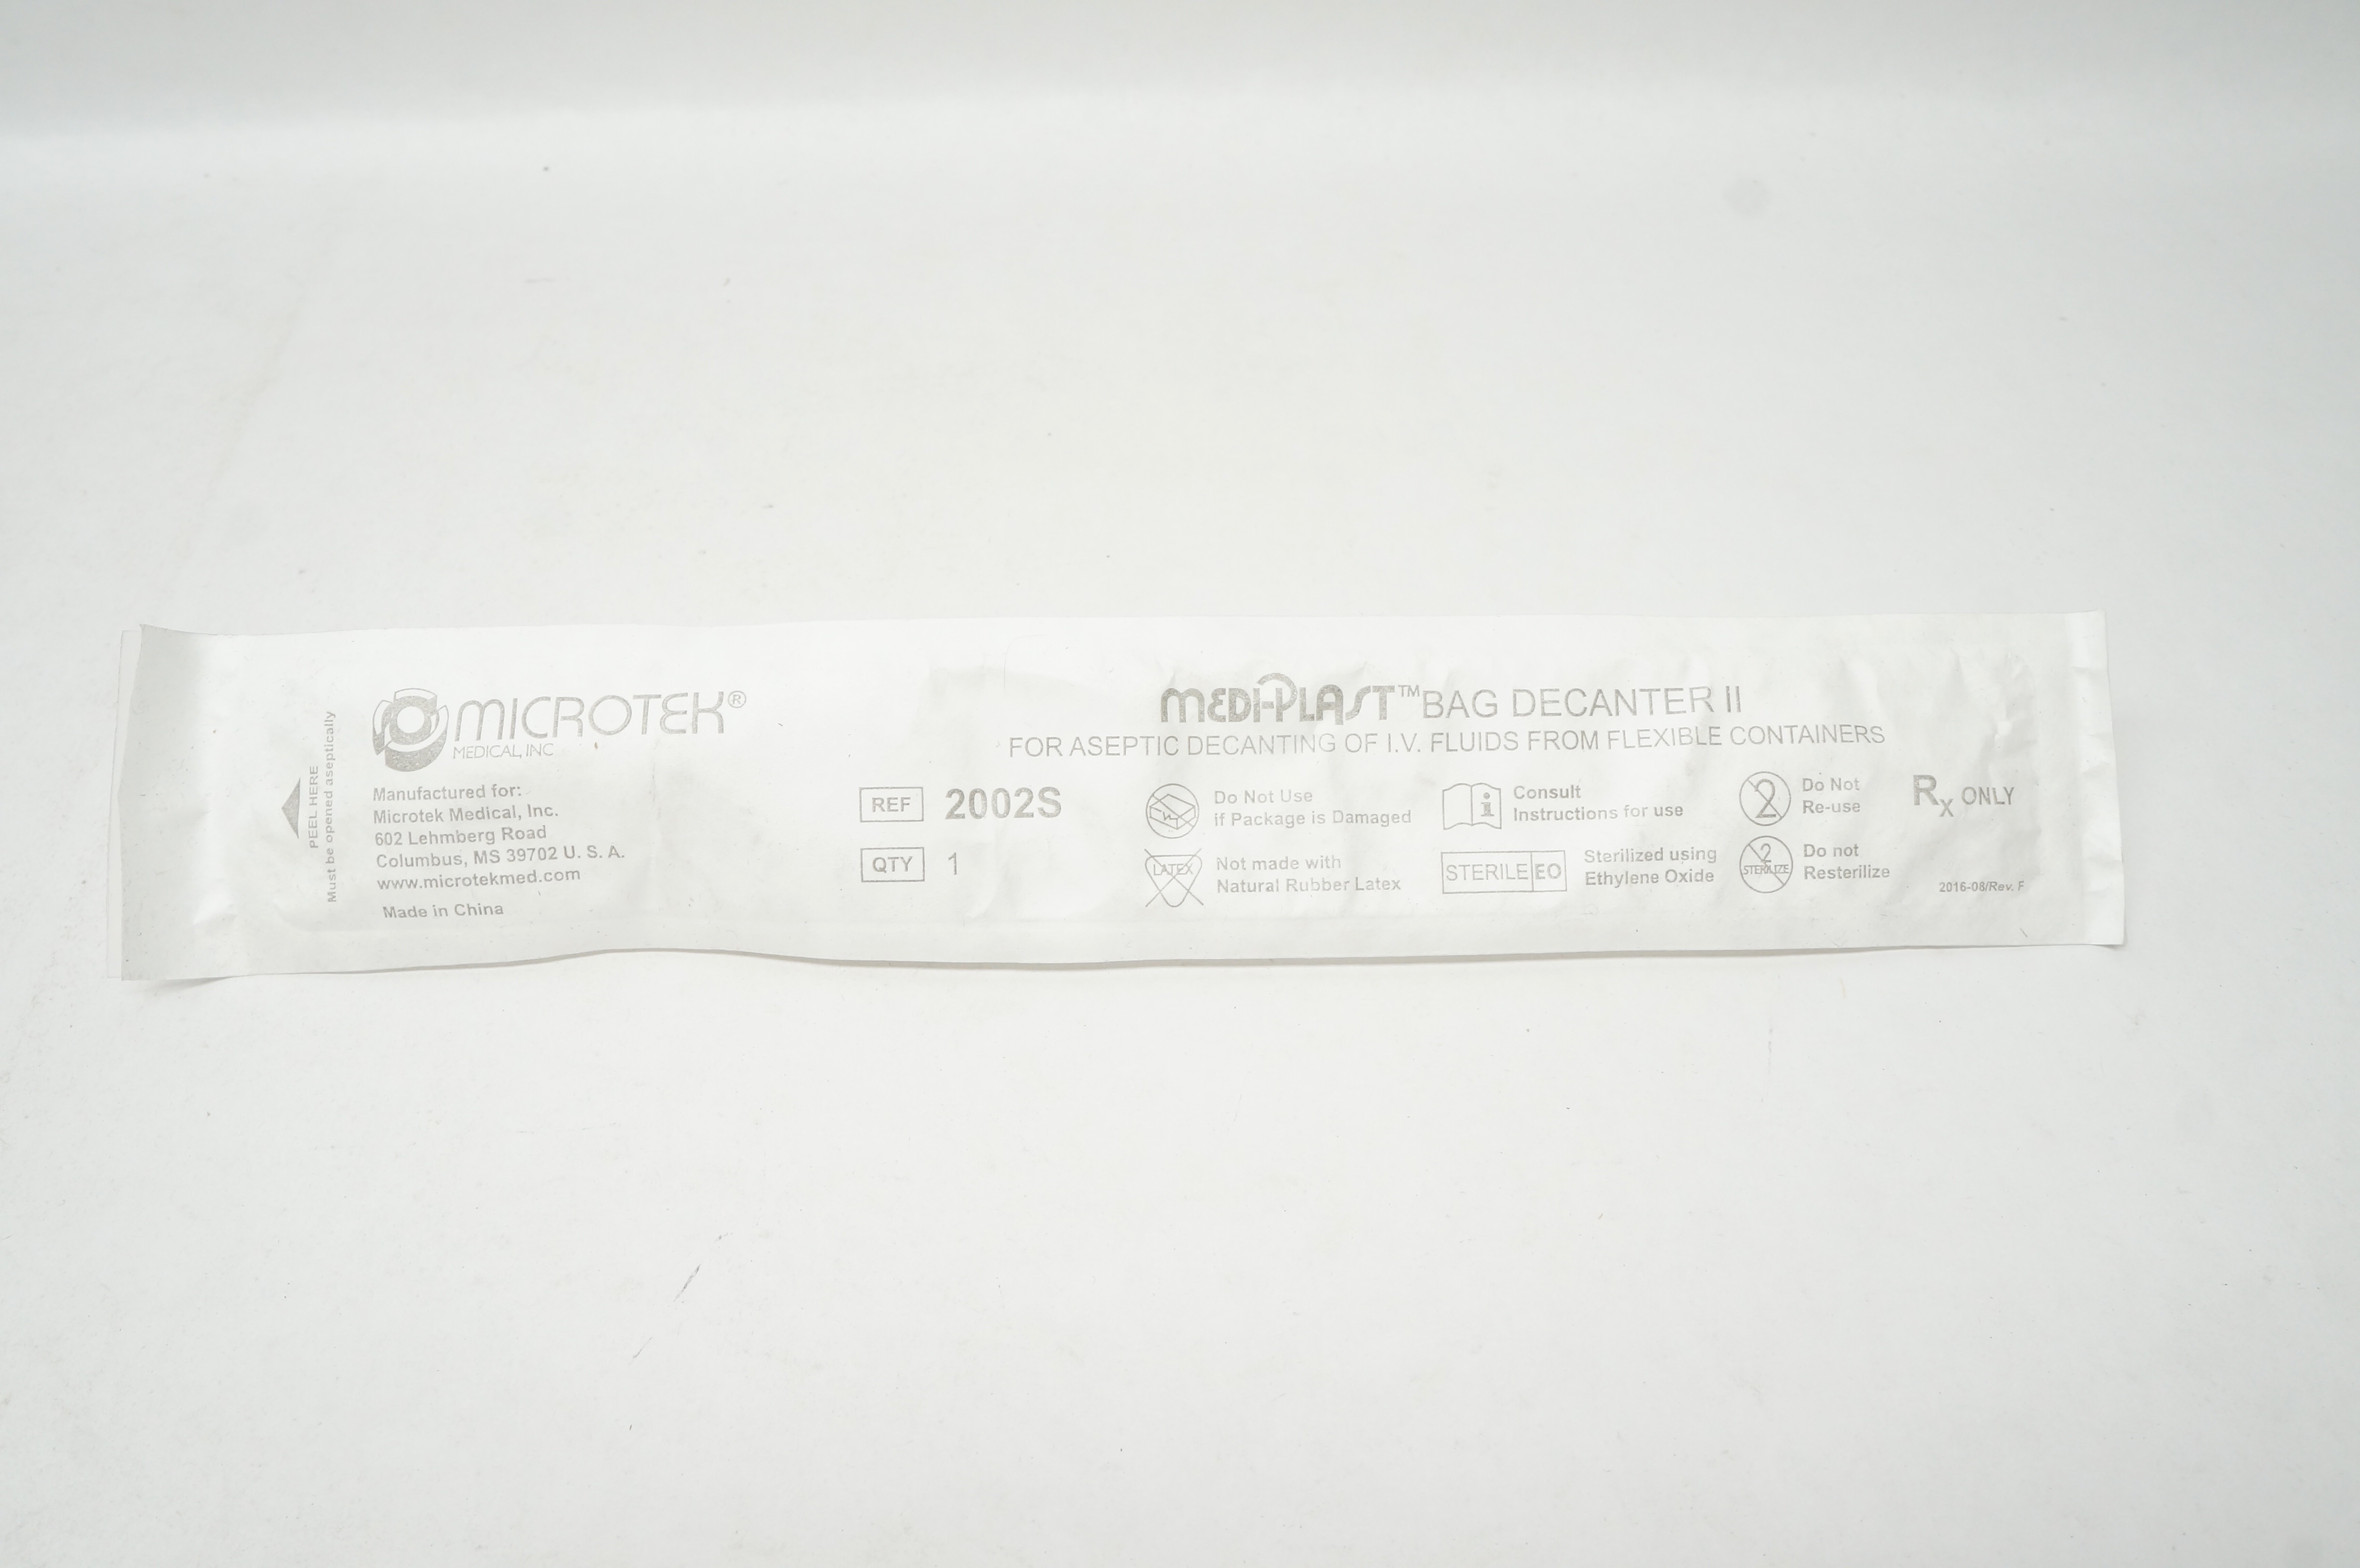 PEEL HERE
Must be opened aseptically
MICROTEK®
MEDICAL, INC
Manufactured for:
Microtek Medical, Inc.
602 Lehmberg Road
Columbus, MS 39702 U. S. A.
www.microtekmed.com
Made in China
MEDI-PLAST™ BAG DECANTER II
FOR ASEPTIC DECANTING OF I.V. FLUIDS FROM FLEXIBLE CONTAINERS
REF 2002S
QTY 1
Do Not Use
if Package is Damaged
LATEX
Not made with
Natural Rubber Latex
Consult
Instructions for use
STERILE EO
Sterilized using
Ethylene Oxide
2
Do Not
Re-use
2
STERILIZE
Do not
Resterilize
Rx ONLY
2016-08/Rev. F